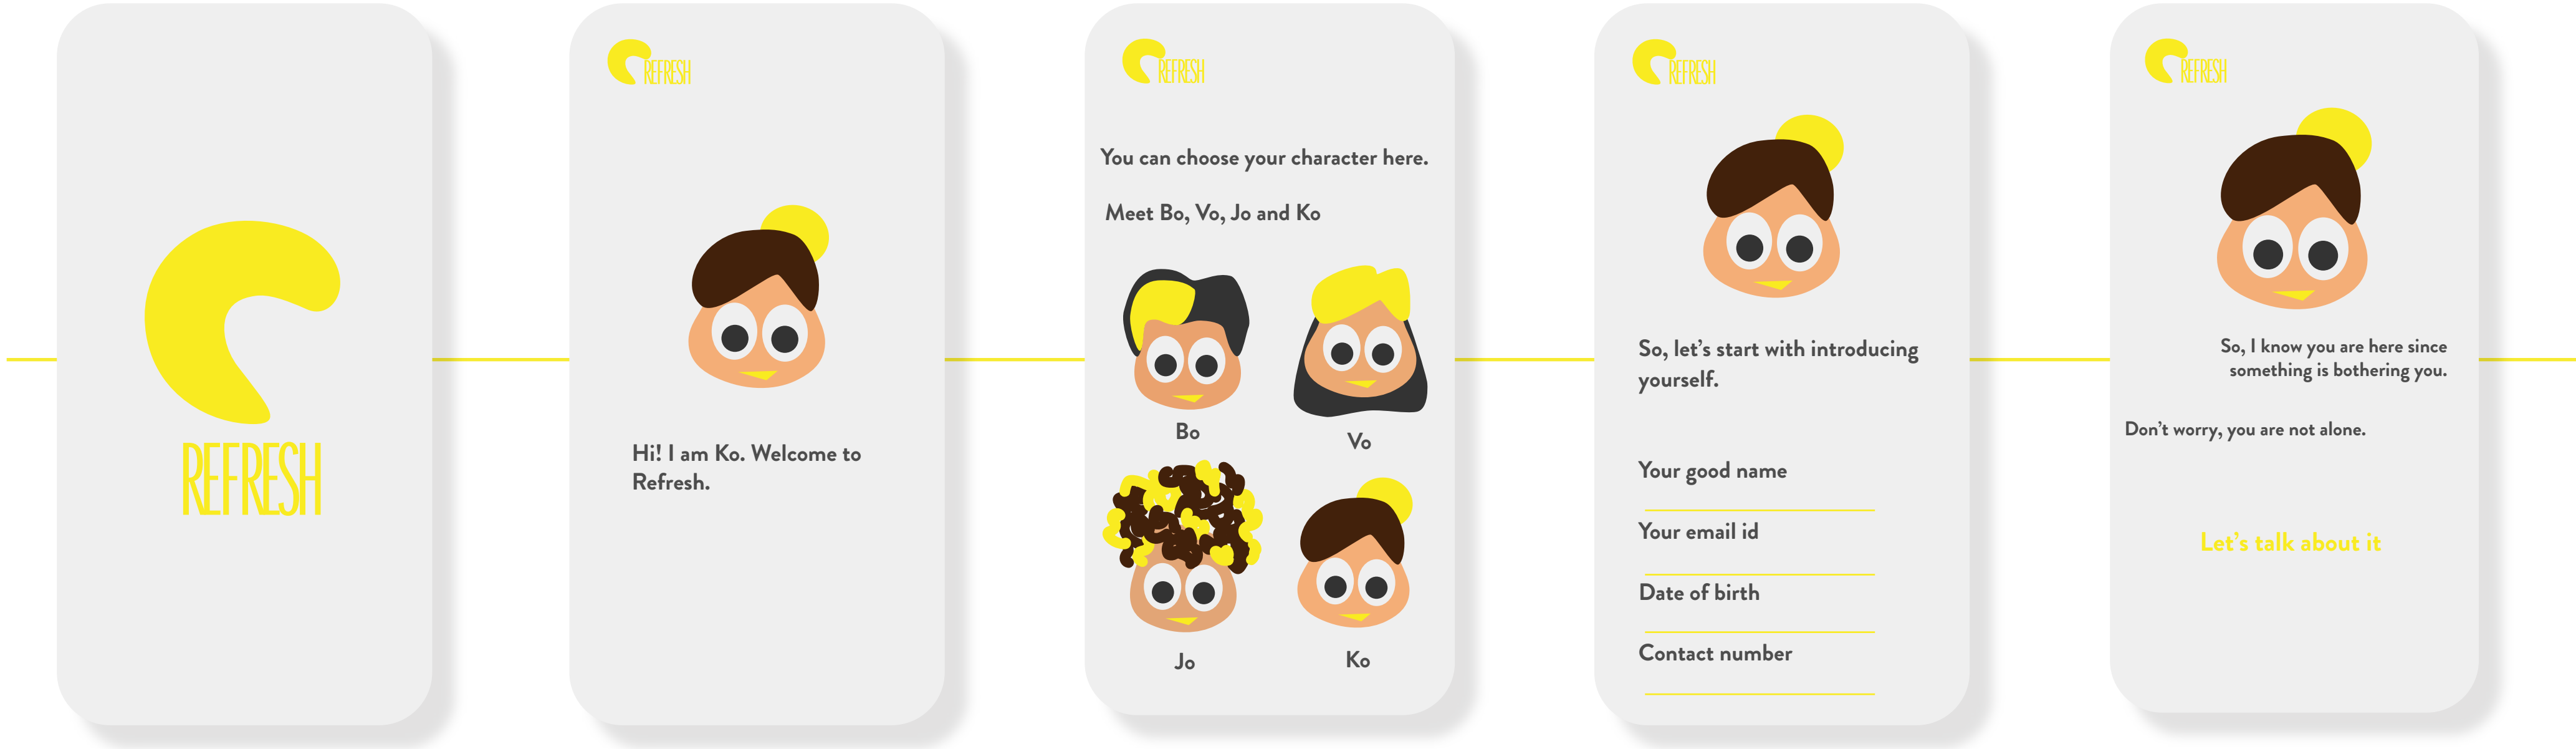 REFRESH
REFRESH
Hi! I am Ko. Welcome to
Refresh.
REFRESH
You can choose your character here.
Meet Bo, Vo, Jo and Ko
Bo
Vo
Jo
Ko
REFRESH
So, let's start with introducing
yourself.
Your good name
Your email id
Date of birth
Contact number
REFRESH
So, I know you are here since
something is bothering you.
Don't worry, you are not alone.
Let's talk about it